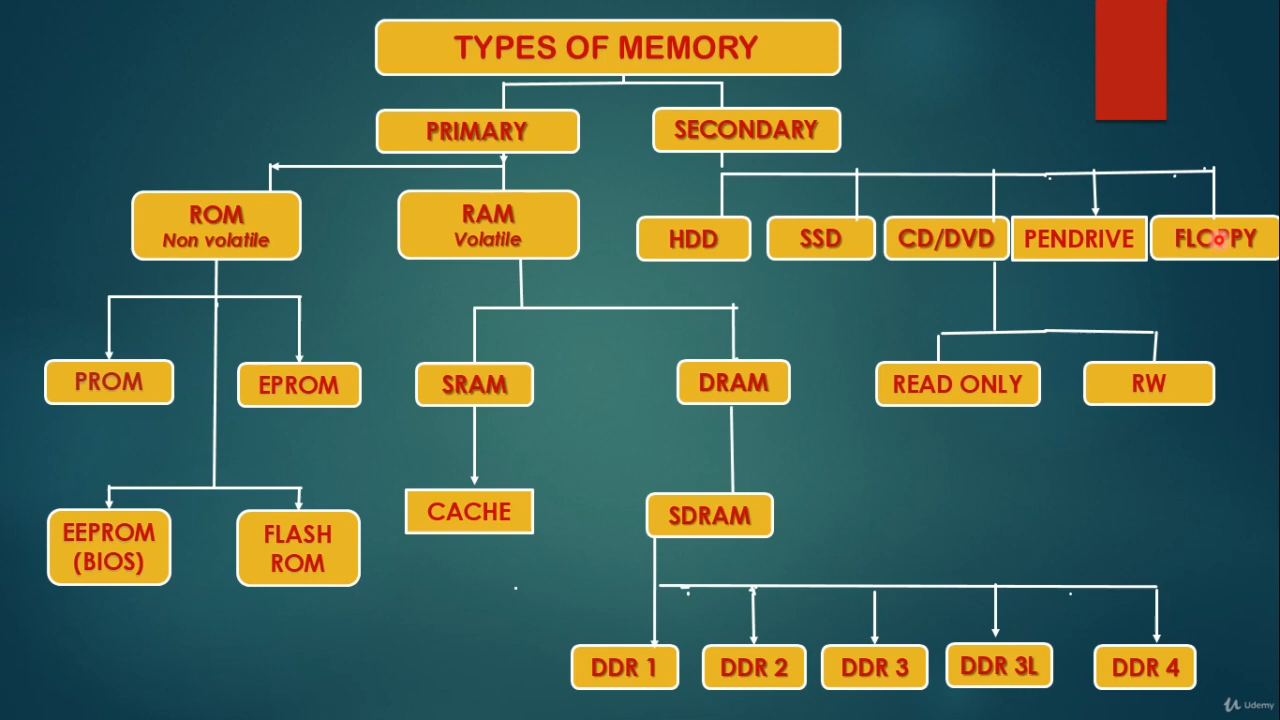 TYPES OF MEMORY
PRIMARY
SECONDARY
ROM
Non volatile
RAM
Volatile
HDD
SSD
CD/DVD
PENDRIVE
FLOPPY
PROM
EPROM
SRAM
DRAM
READ ONLY
RW
EEPROM
(BIOS)
FLASH
ROM
CACHE
SDRAM
DDR 1
DDR 2
DDR 3
DDR 3L
DDR 4
Udemy